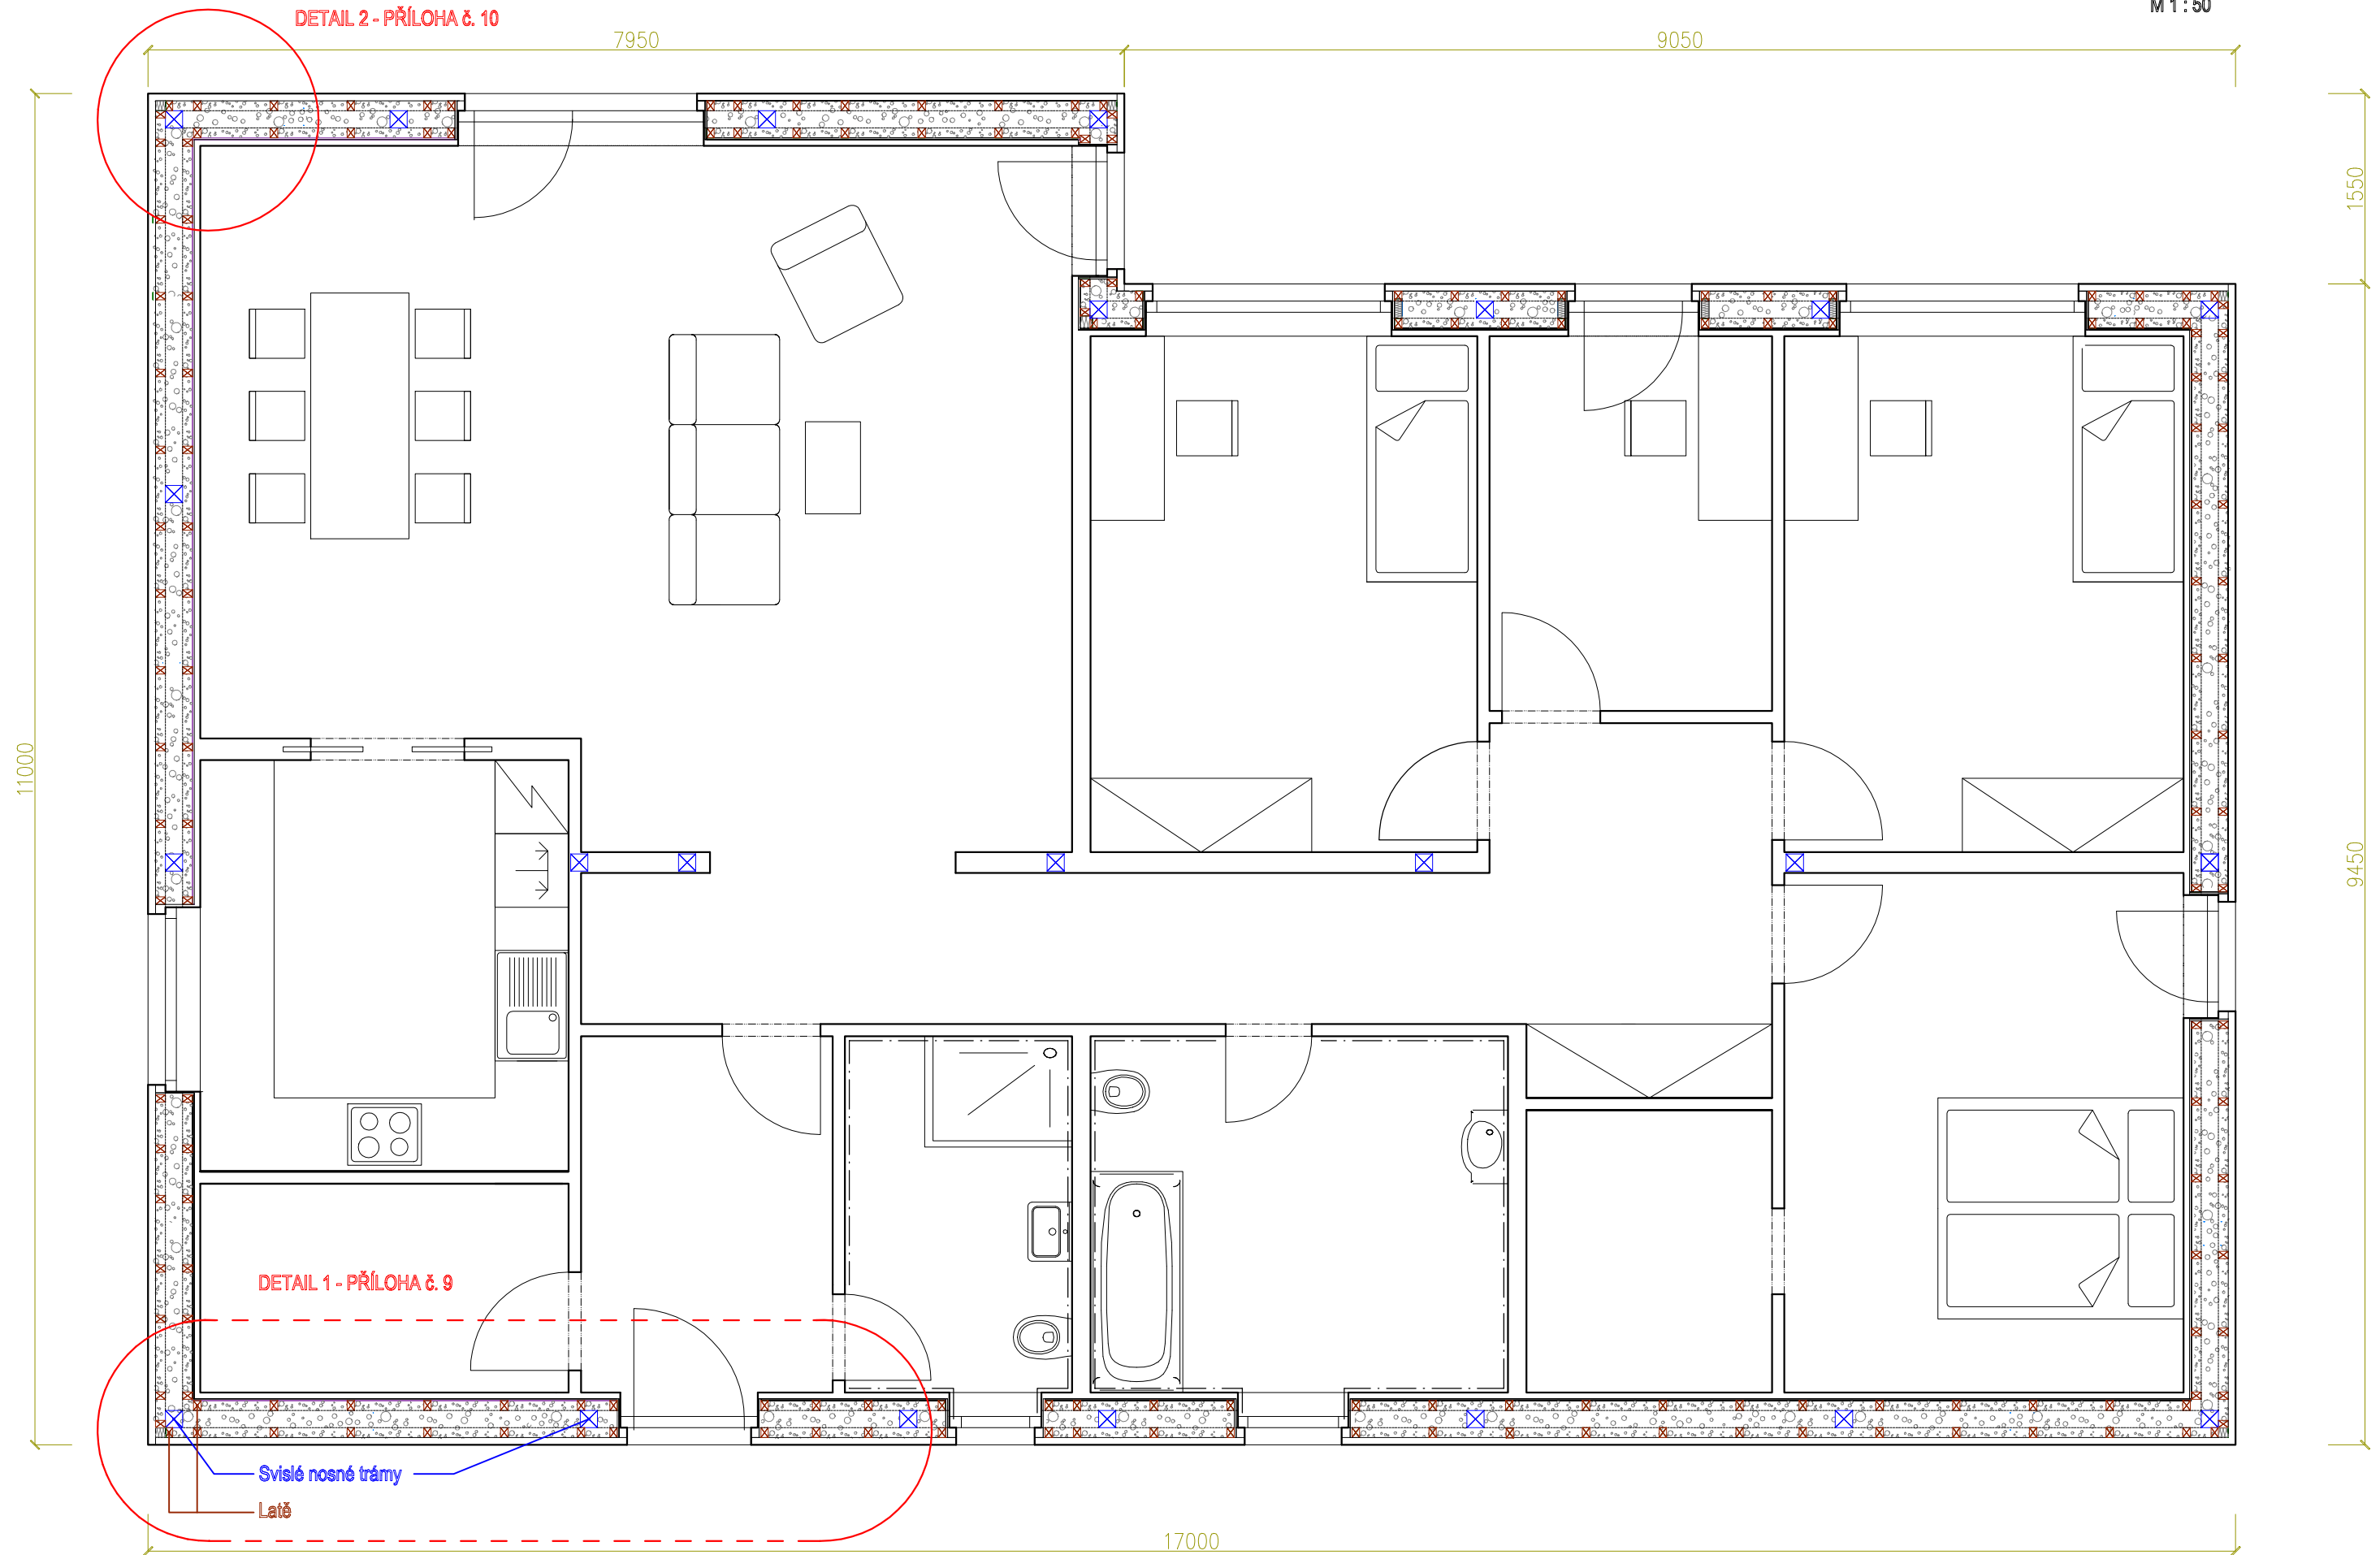 M 1 : 50
DETAIL 2 - PŘÍLOHA č. 10
7950
9050
1550
11000
9450
DETAIL 1 - PŘÍLOHA č. 9
Svislé nosné trámy
Latě
17000